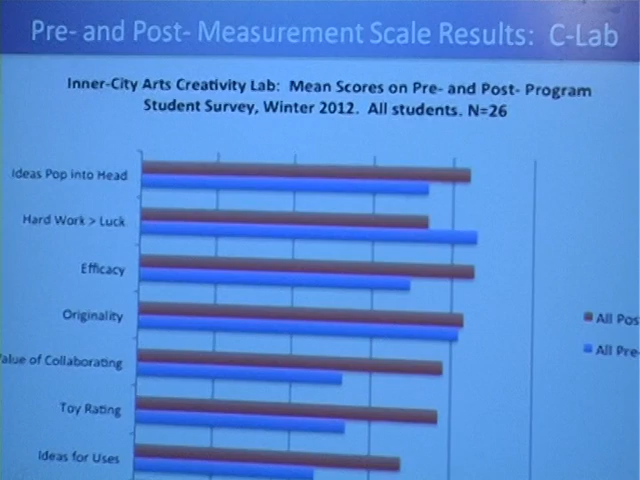 Pre- and Post- Measurement Scale Results: C-Lab
Inner-City Arts Creativity Lab: Mean Scores on Pre- and Post- Program
Student Survey, Winter 2012. All students. N=26
Ideas Pop into Head
Hard Work > Luck
Efficacy
Originality
All Pos
All Pre-
alue of Collaborating
Toy Rating
Ideas for Uses